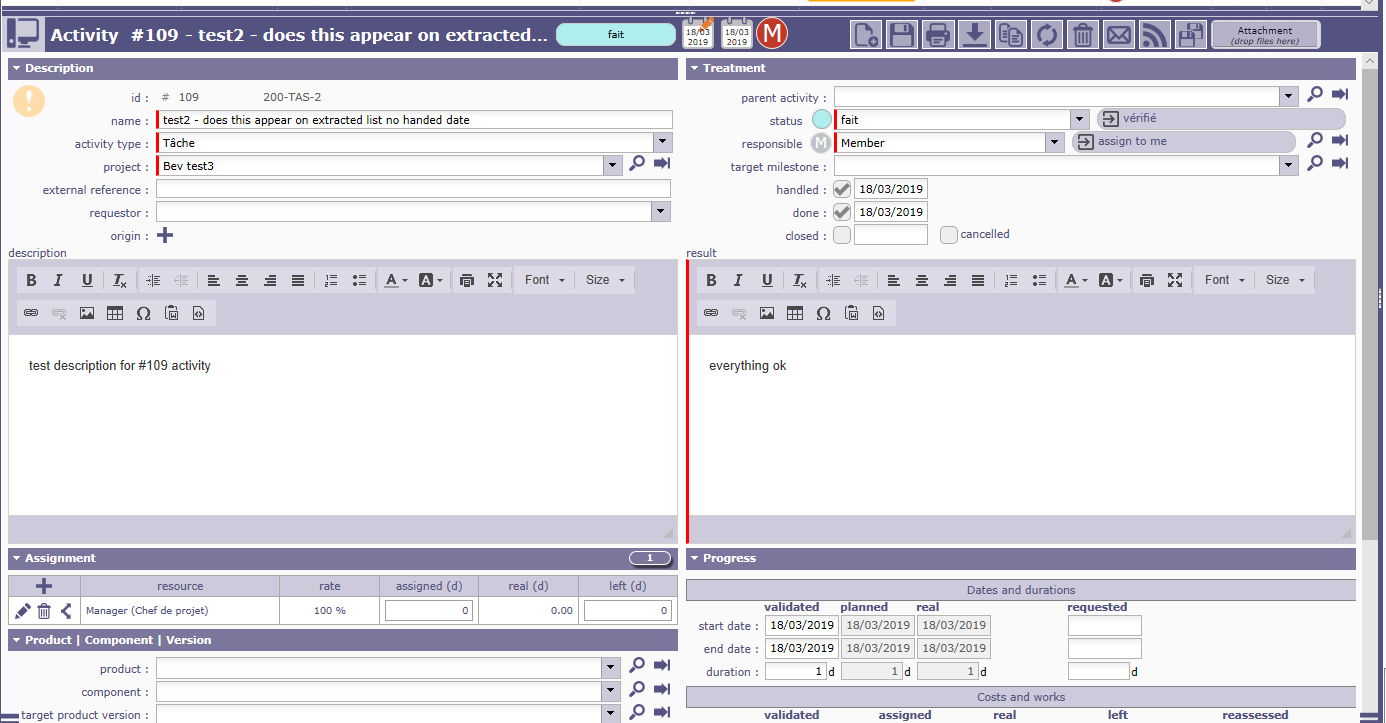 Activity #109 - test2 - does this appear on extracted...
fait
18/03
2019
18/03
2019
M
Attachment
(drop files here)
Description
id : # 109 200-TAS-2
name : test2 - does this appear on extracted list no handed date
activity type : Tâche
project : Bev test3
external reference :
requestor :
origin :
description
B I U Font Size
test description for #109 activity
Treatment
parent activity :
status fait vérifié
responsible M Member assign to me
target milestone :
handled : 18/03/2019
done : 18/03/2019
closed : cancelled
result
B I U Font Size
everything ok
Assignment 1
resource rate assigned (d) real (d) left (d)
Manager (Chef de projet) 100 % 0 0.00 0
Product | Component | Version
product :
component :
target product version :
Progress
Dates and durations
validated planned real requested
start date : 18/03/2019 18/03/2019 18/03/2019
end date : 18/03/2019 18/03/2019 18/03/2019
duration : 1 d 1 d 1 d d
Costs and works
validated assigned real left reassessed